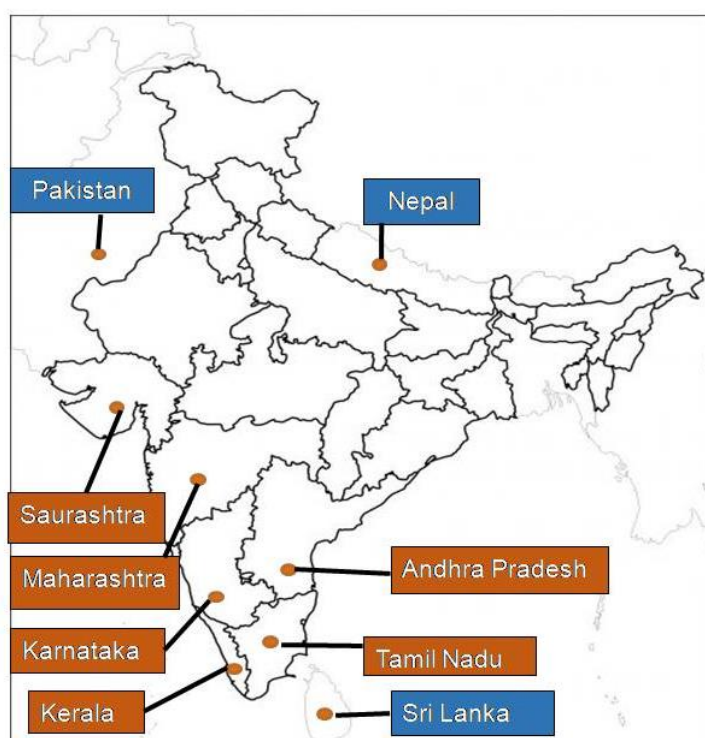 Pakistan
Nepal
Saurashtra
Maharashtra
Andhra Pradesh
Karnataka
Tamil Nadu
Kerala
Sri Lanka